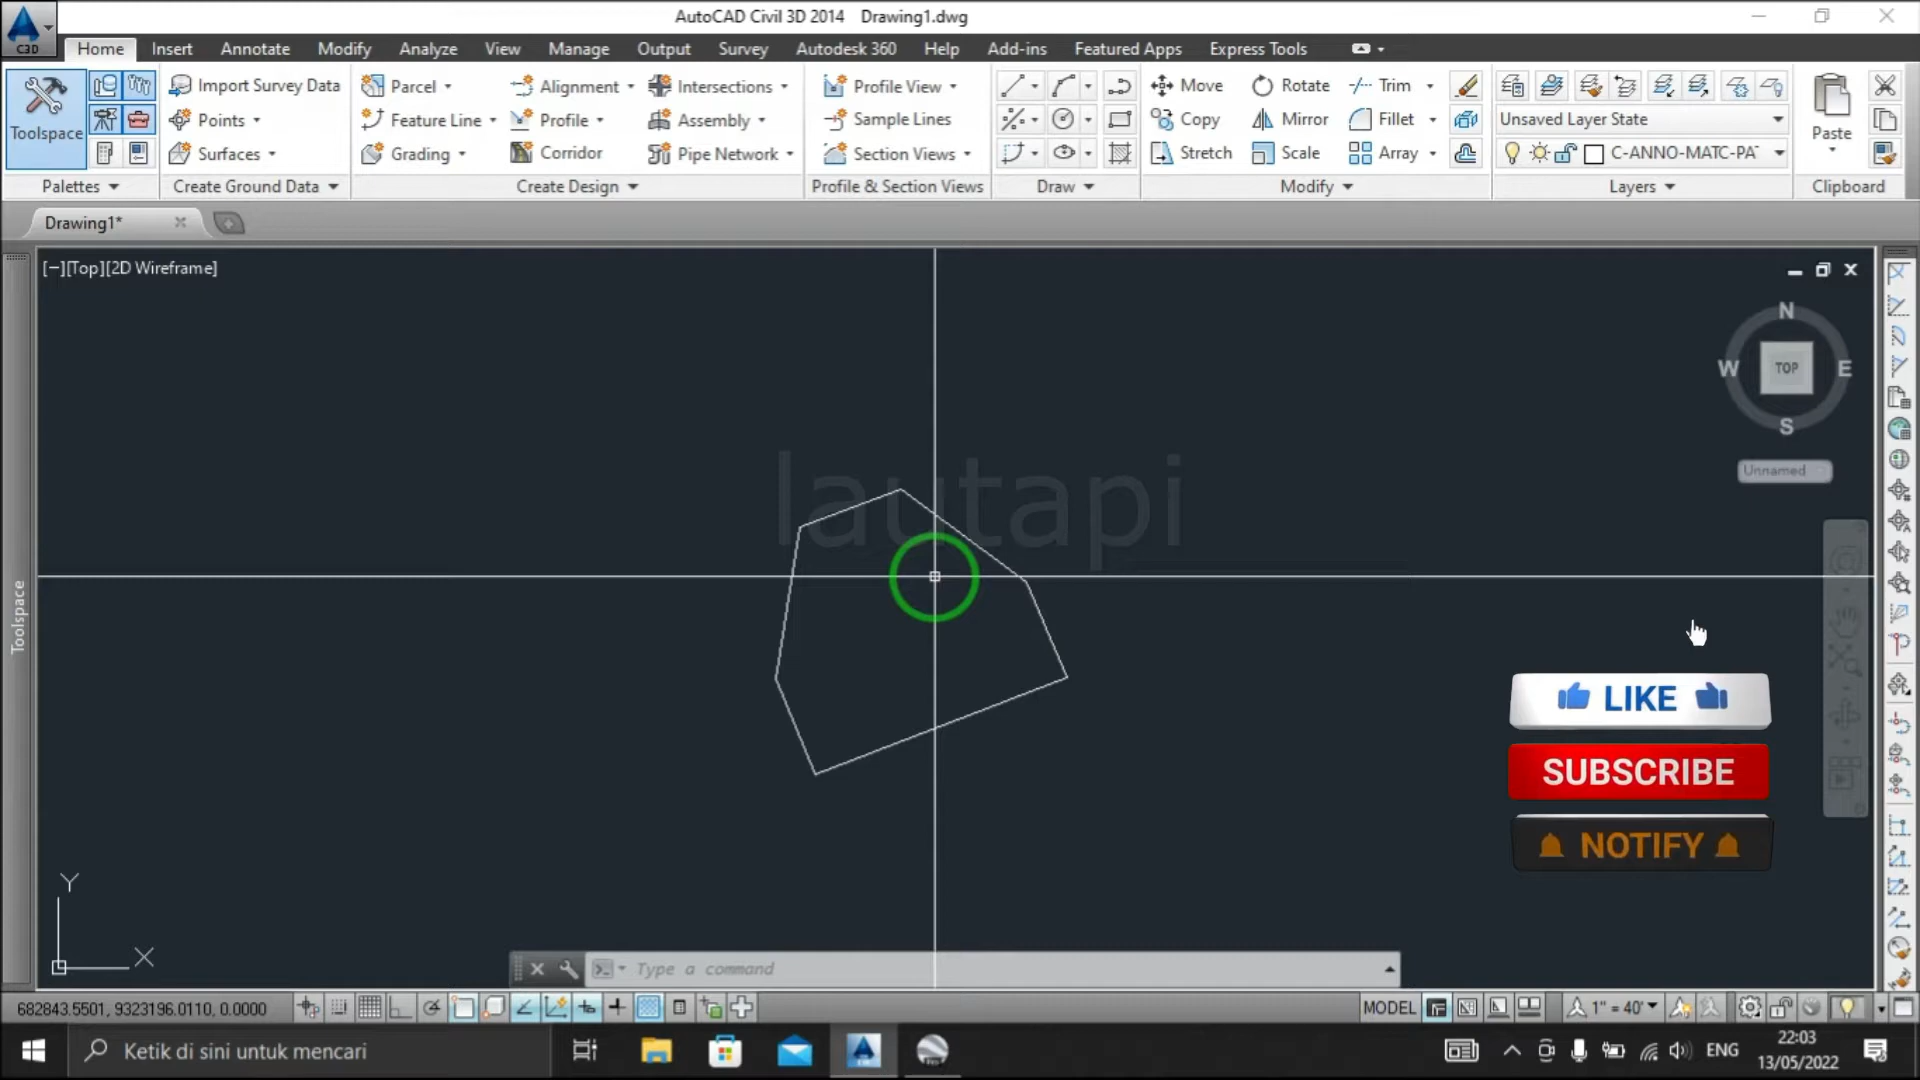 AutoCAD Civil 3D 2014 Drawing1.dwg
C3D
Home Insert Annotate Modify Analyze View Manage Output Survey Autodesk 360 Help Add-ins Featured Apps Express Tools
Import Survey Data Parcel Alignment Intersections Profile View Move Rotate Trim
Toolspace Points Feature Line Profile Assembly Sample Lines Copy Mirror Fillet Unsaved Layer State Paste
Surfaces Grading Corridor Pipe Network Section Views Stretch Scale Array C-ANNO-MATC-PA
Palettes Create Ground Data Create Design Profile & Section Views Draw Modify Layers Clipboard
Drawing1*
[−][Top][2D Wireframe]
N
W TOP E
S
Unnamed
lautapi
Toolspace
LIKE
SUBSCRIBE
NOTIFY
Y
X
Type a command
682843.5501, 9323196.0110, 0.0000 MODEL 1" = 40'
Ketik di sini untuk mencari ENG 22:03
13/05/2022